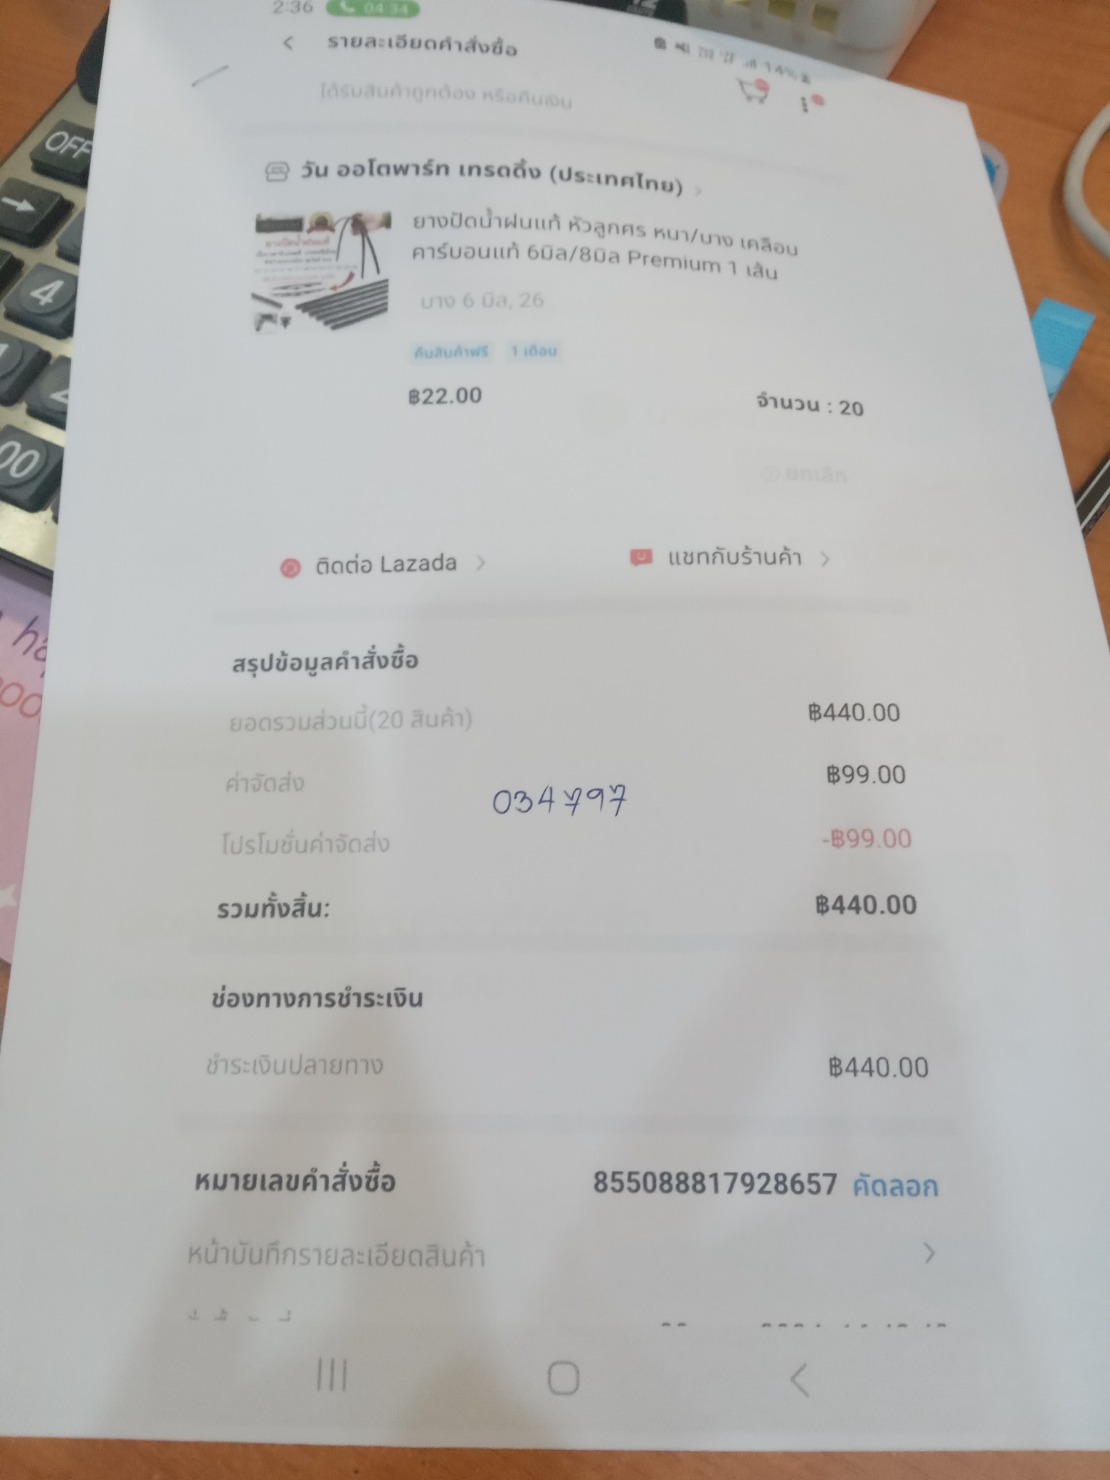 2:36 04:34
14%
รายละเอียดคำสั่งซื้อ
ได้รับสินค้าถูกต้อง หรือคืนเงิน
วัน ออโตพาร์ท เทรดดิ้ง (ประเทศไทย)
ยางปัดน้ำฝนแท้ หัวลูกศร หนา/บาง เคลือบ
คาร์บอนแท้ 6มิล/8มิล Premium 1 เส้น
บาง 6 มิล, 26
คืนสินค้าฟรี 1 เดือน
฿22.00 จำนวน : 20
ยกเลิก
ติดต่อ Lazada แชทกับร้านค้า
สรุปข้อมูลคำสั่งซื้อ
ยอดรวมส่วนนี้(20 สินค้า) ฿440.00
ค่าจัดส่ง ฿99.00
034797
โปรโมชั่นค่าจัดส่ง -฿99.00
รวมทั้งสิ้น: ฿440.00
ช่องทางการชำระเงิน
ชำระเงินปลายทาง ฿440.00
หมายเลขคำสั่งซื้อ 855088817928657 คัดลอก
หน้าบันทึกรายละเอียดสินค้า
OFF
4
00